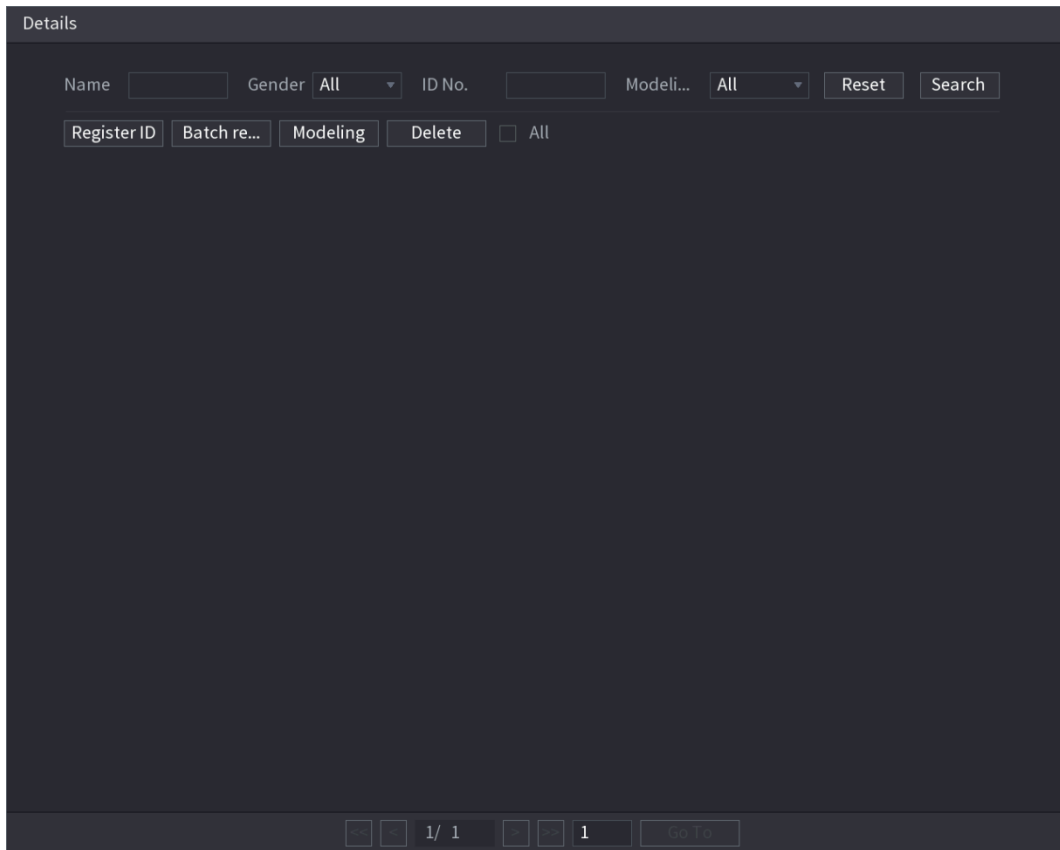 Details
Name Gender All ID No. Modeli... All Reset Search
Register ID Batch re... Modeling Delete All
<< < 1/ 1 > >> 1 Go To